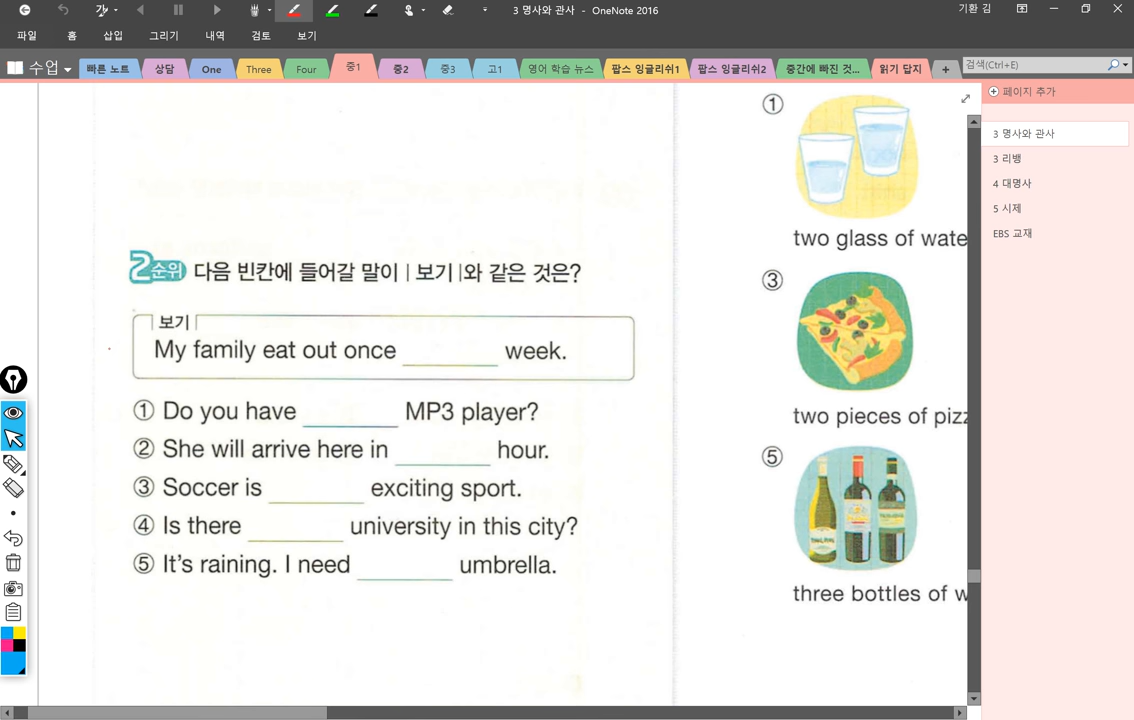 3 명사와 관사 - OneNote 2016
기환 김
파일 홈 삽입 그리기 내역 검토 보기
수업 빠른 노트 상담 One Three Four 중1 중2 중3 고1 영어 학습 뉴스 팝스 잉글리쉬1 팝스 잉글리쉬2 중간에 빠진 것... 읽기 답지 + 검색(Ctrl+E)
페이지 추가
3 명사와 관사
3 리뱅
4 대명사
5 시제
EBS 교재
2순위 다음 빈칸에 들어갈 말이 | 보기 |와 같은 것은?
| 보기 |
My family eat out once ________ week.
① Do you have ________ MP3 player?
② She will arrive here in ________ hour.
③ Soccer is ________ exciting sport.
④ Is there ________ university in this city?
⑤ It's raining. I need ________ umbrella.
①
two glass of wate
③
two pieces of pizz
⑤
three bottles of w